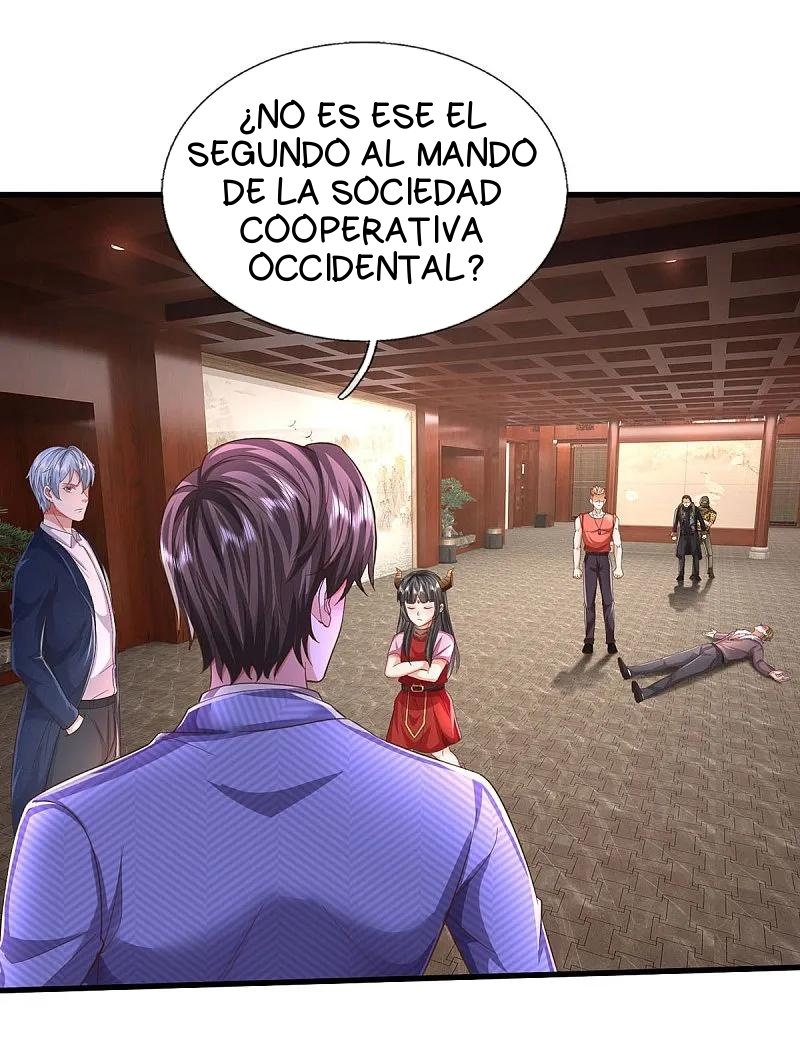 ¿NO ES ESE EL
SEGUNDO AL MANDO
DE LA SOCIEDAD
COOPERATIVA
OCCIDENTAL?